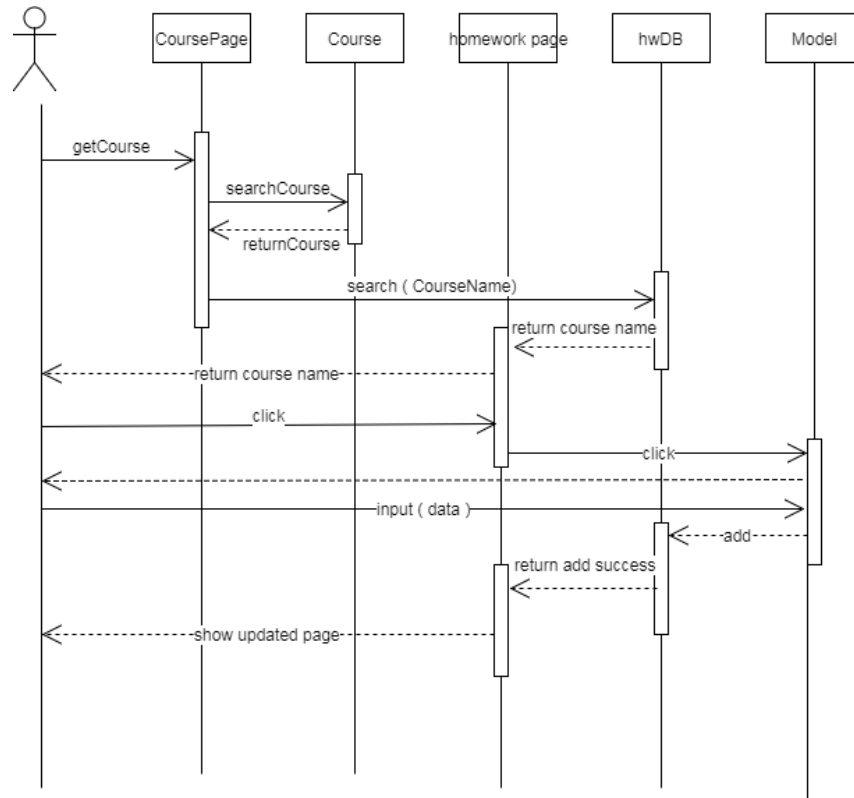 CoursePage
Course
homework page
hwDB
Model
getCourse
searchCourse
returnCourse
search ( CourseName)
return course name
return course name
click
click
input ( data )
add
return add success
show updated page